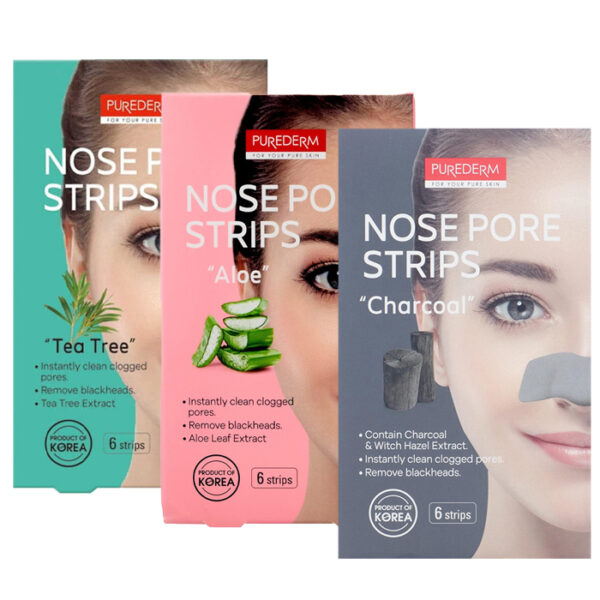 PUREDERM
FOR YOUR PURE SKIN
NOSE P
STRIPS
"Tea Tree"
• Instantly clean clogged
pores.
• Remove blackheads.
• Tea Tree Extract
PRODUCT OF
KOREA
6 strips
PUREDERM
FOR YOUR PURE SKIN
NOSE PO
STRIPS
"Aloe"
• Instantly clean clogged
pores.
• Remove blackheads.
• Aloe Leaf Extract
PRODUCT OF
KOREA
6 strips
PUREDERM
FOR YOUR PURE SKIN
NOSE PORE
STRIPS
"Charcoal"
• Contain Charcoal
& Witch Hazel Extract.
• Instantly clean clogged pores.
• Remove blackheads.
PRODUCT OF
KOREA
6 strips